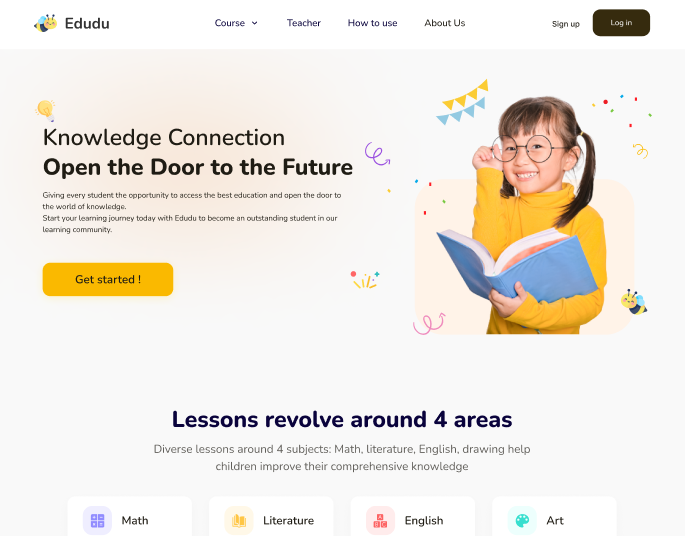 Edudu
Course
Teacher
How to use
About Us
Sign up
Log in
Knowledge Connection
Open the Door to the Future
Giving every student the opportunity to access the best education and open the door to
the world of knowledge.
Start your learning journey today with Edudu to become an outstanding student in our
learning community.
Get started !
Lessons revolve around 4 areas
Diverse lessons around 4 subjects: Math, literature, English, drawing help
children improve their comprehensive knowledge
Math
Literature
English
Art